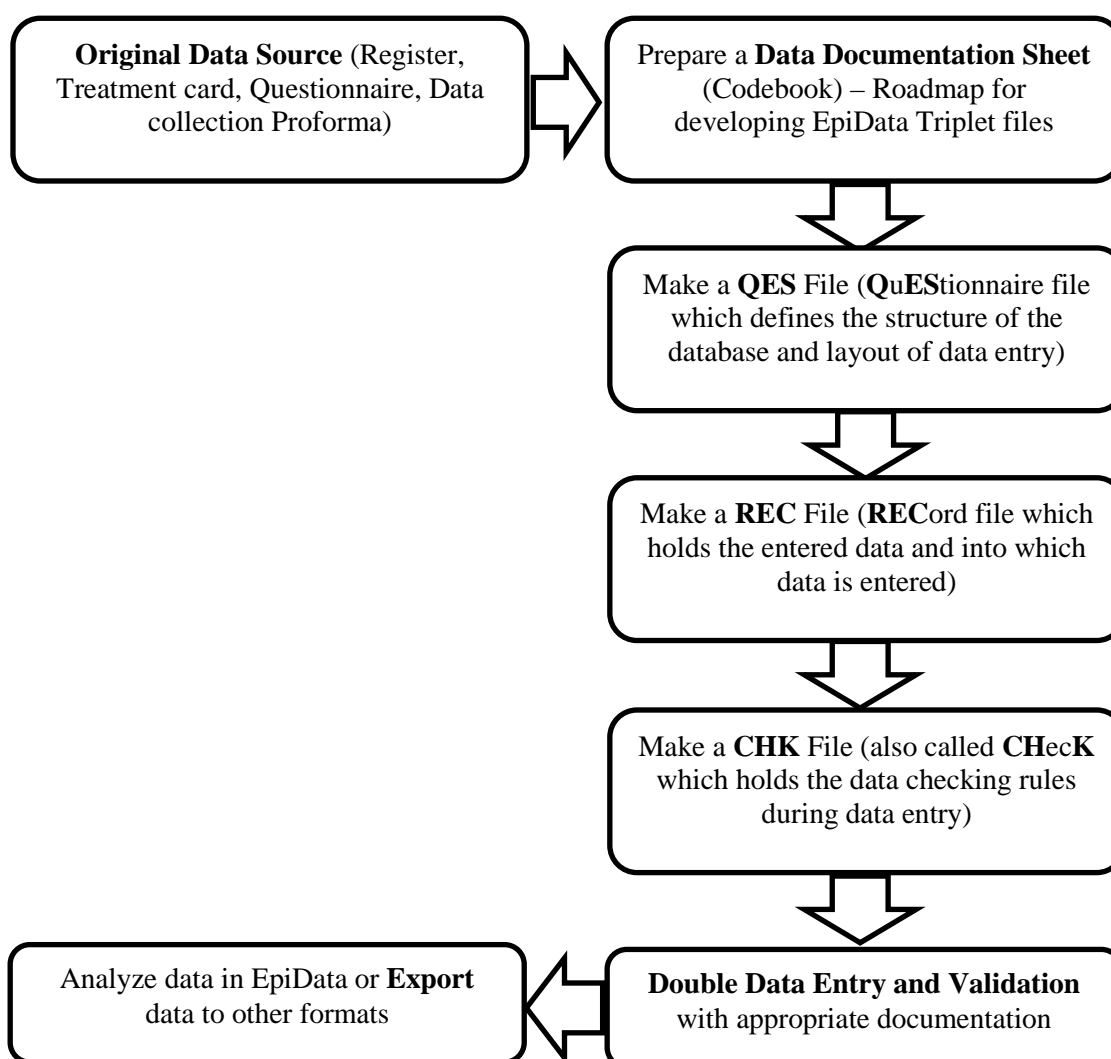 Original Data Source (Register,
Treatment card, Questionnaire, Data
collection Proforma)
Prepare a Data Documentation Sheet
(Codebook) – Roadmap for
developing EpiData Triplet files
Make a QES File (QuEStionnaire file
which defines the structure of the
database and layout of data entry)
Make a REC File (RECord file which
holds the entered data and into which
data is entered)
Make a CHK File (also called CHecK
which holds the data checking rules
during data entry)
Double Data Entry and Validation
with appropriate documentation
Analyze data in EpiData or Export
data to other formats